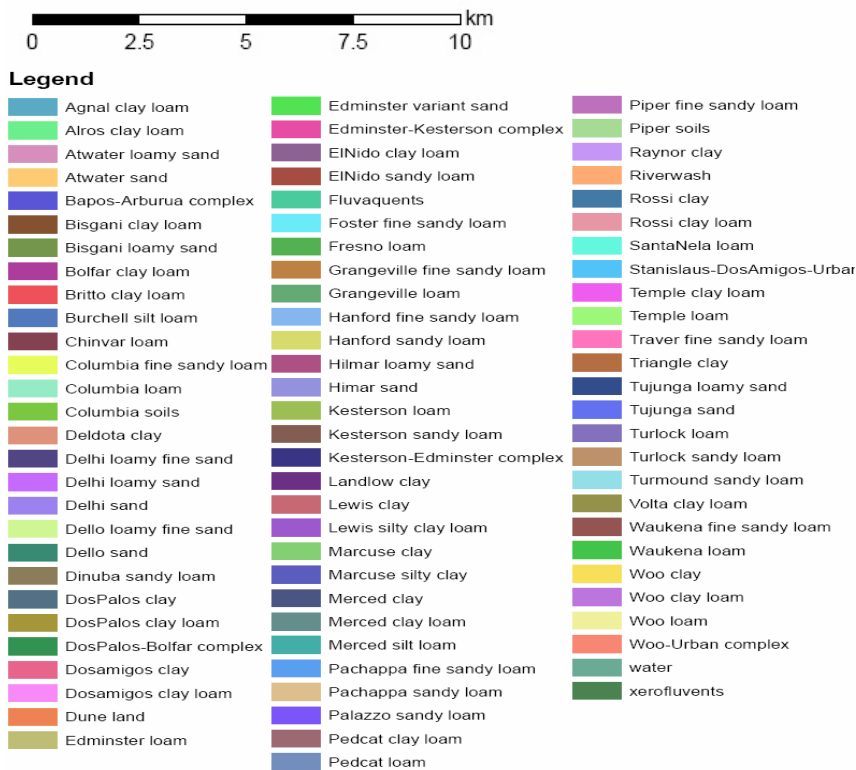 km
0 2.5 5 7.5 10
Legend
Agnal clay loam
Alros clay loam
Atwater loamy sand
Atwater sand
Bapos-Arburua complex
Bisgani clay loam
Bisgani loamy sand
Bolfar clay loam
Britto clay loam
Burchell silt loam
Chinvar loam
Columbia fine sandy loam
Columbia loam
Columbia soils
Deldota clay
Delhi loamy fine sand
Delhi loamy sand
Delhi sand
Dello loamy fine sand
Dello sand
Dinuba sandy loam
DosPalos clay
DosPalos clay loam
DosPalos-Bolfar complex
Dosamigos clay
Dosamigos clay loam
Dune land
Edminster loam
Edminster variant sand
Edminster-Kesterson complex
ElNido clay loam
ElNido sandy loam
Fluvaquents
Foster fine sandy loam
Fresno loam
Grangeville fine sandy loam
Grangeville loam
Hanford fine sandy loam
Hanford sandy loam
Hilmar loamy sand
Himar sand
Kesterson loam
Kesterson sandy loam
Kesterson-Edminster complex
Landlow clay
Lewis clay
Lewis silty clay loam
Marcuse clay
Marcuse silty clay
Merced clay
Merced clay loam
Merced silt loam
Pachappa fine sandy loam
Pachappa sandy loam
Palazzo sandy loam
Pedcat clay loam
Pedcat loam
Piper fine sandy loam
Piper soils
Raynor clay
Riverwash
Rossi clay
Rossi clay loam
SantaNela loam
Stanislaus-DosAmigos-Urban
Temple clay loam
Temple loam
Traver fine sandy loam
Triangle clay
Tujunga loamy sand
Tujunga sand
Turlock loam
Turlock sandy loam
Turmound sandy loam
Volta clay loam
Waukena fine sandy loam
Waukena loam
Woo clay
Woo clay loam
Woo loam
Woo-Urban complex
water
xerofluvents